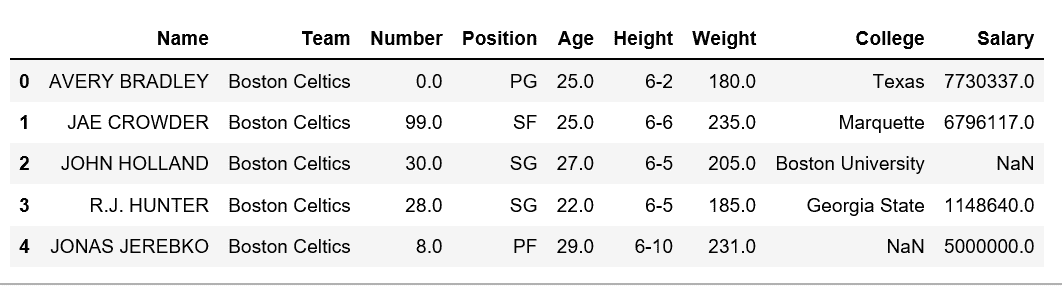 Name Team Number Position Age Height Weight College Salary
0 AVERY BRADLEY Boston Celtics 0.0 PG 25.0 6-2 180.0 Texas 7730337.0
1 JAE CROWDER Boston Celtics 99.0 SF 25.0 6-6 235.0 Marquette 6796117.0
2 JOHN HOLLAND Boston Celtics 30.0 SG 27.0 6-5 205.0 Boston University NaN
3 R.J. HUNTER Boston Celtics 28.0 SG 22.0 6-5 185.0 Georgia State 1148640.0
4 JONAS JEREBKO Boston Celtics 8.0 PF 29.0 6-10 231.0 NaN 5000000.0